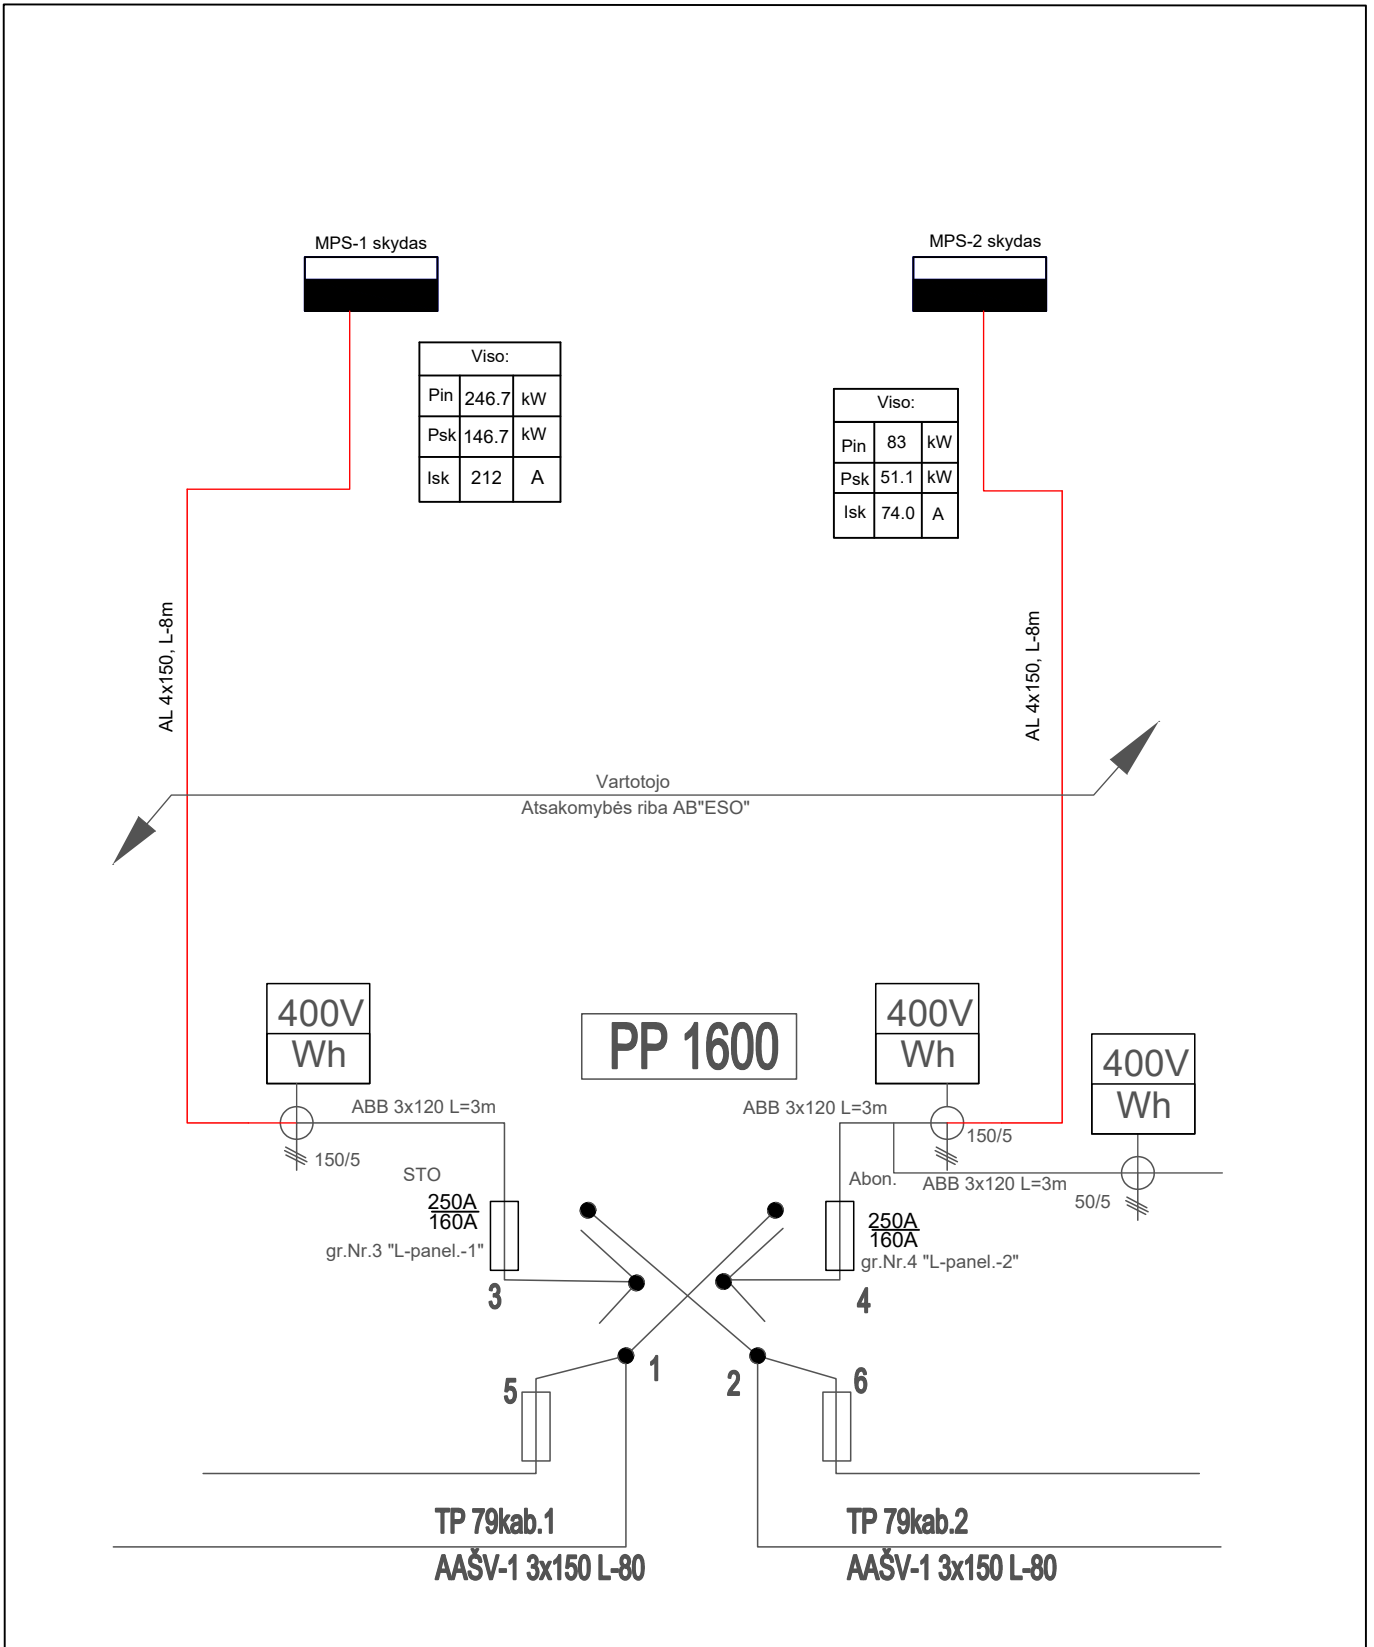 MPS-1 skydas
MPS-2 skydas
Viso:
Pin 246.7 kW
Psk 146.7 kW
Isk 212 A
Viso:
Pin 83 kW
Psk 51.1 kW
Isk 74.0 A
AL 4x150, L-8m
AL 4x150, L-8m
Vartotojo
Atsakomybės riba AB"ESO"
400V
Wh
PP 1600
400V
Wh
400V
Wh
ABB 3x120 L=3m
ABB 3x120 L=3m
150/5
150/5
STO
Abon.
ABB 3x120 L=3m
50/5
250A
160A
250A
160A
gr.Nr.3 "L-panel.-1"
gr.Nr.4 "L-panel.-2"
3
4
1
2
5
6
TP 79kab.1
AAŠV-1 3x150 L-80
TP 79kab.2
AAŠV-1 3x150 L-80